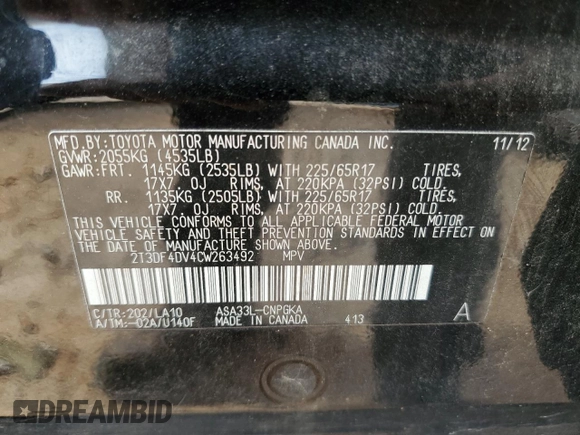 MFD.BY:TOYOTA MOTOR MANUFACTURING CANADA INC. 11/12
GVWR:2055KG (4535LB)
GAWR:FRT. 1145KG (2535LB) WITH 225/65R17 TIRES,
17X7.0J RIMS, AT 220KPA (32PSI) COLD.
RR. 1135KG (2505LB) WITH 225/65R17 TIRES,
17X7.0J RIMS, AT 220KPA (32PSI) COLD.
THIS VEHICLE CONFORMS TO ALL APPLICABLE FEDERAL MOTOR
VEHICLE SAFETY AND THEFT PREVENTION STANDARDS IN EFFECT ON
THE DATE OF MANUFACTURE SHOWN ABOVE.
2T3DF4DV4CW263492 MPV
C/TR:202/LA10 ASA33L-CNPGKA A
A/TM:-02A/U140F MADE IN CANADA 413
DREAMBID